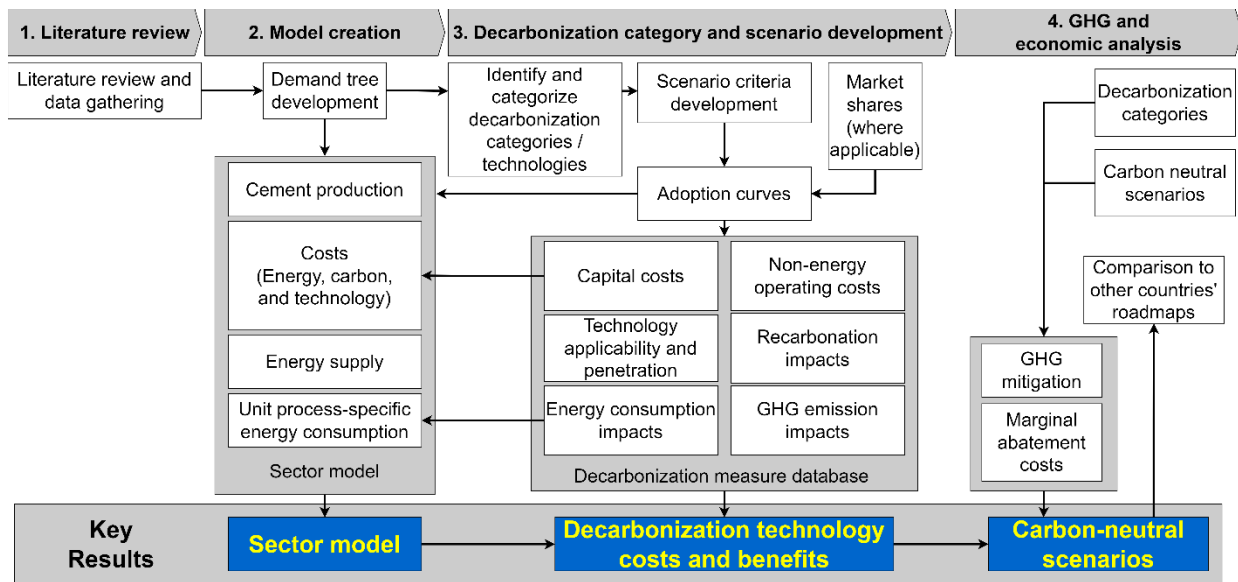 1. Literature review
2. Model creation
3. Decarbonization category and scenario development
4. GHG and
economic analysis
Literature review and
data gathering
Demand tree
development
Identify and
categorize
decarbonization
categories /
technologies
Scenario criteria
development
Market
shares
(where
applicable)
Adoption curves
Decarbonization
categories
Carbon neutral
scenarios
Comparison to
other countries'
roadmaps
Cement production
Costs
(Energy, carbon,
and technology)
Energy supply
Unit process-specific
energy consumption
Sector model
Capital costs
Non-energy
operating costs
Technology
applicability and
penetration
Recarbonation
impacts
Energy consumption
impacts
GHG emission
impacts
Decarbonization measure database
GHG
mitigation
Marginal
abatement
costs
Key
Results
Sector model
Decarbonization technology
costs and benefits
Carbon-neutral
scenarios